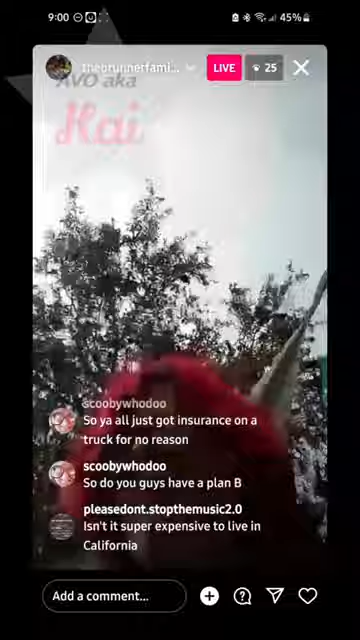 9:00
45%
theorunnerfami...
LIVE
25
AVO aka
Kai
scoobywhodoo
So ya all just got insurance on a
truck for no reason
scoobywhodoo
So do you guys have a plan B
pleasedont.stopthemusic2.0
Isn't it super expensive to live in
California
Add a comment...